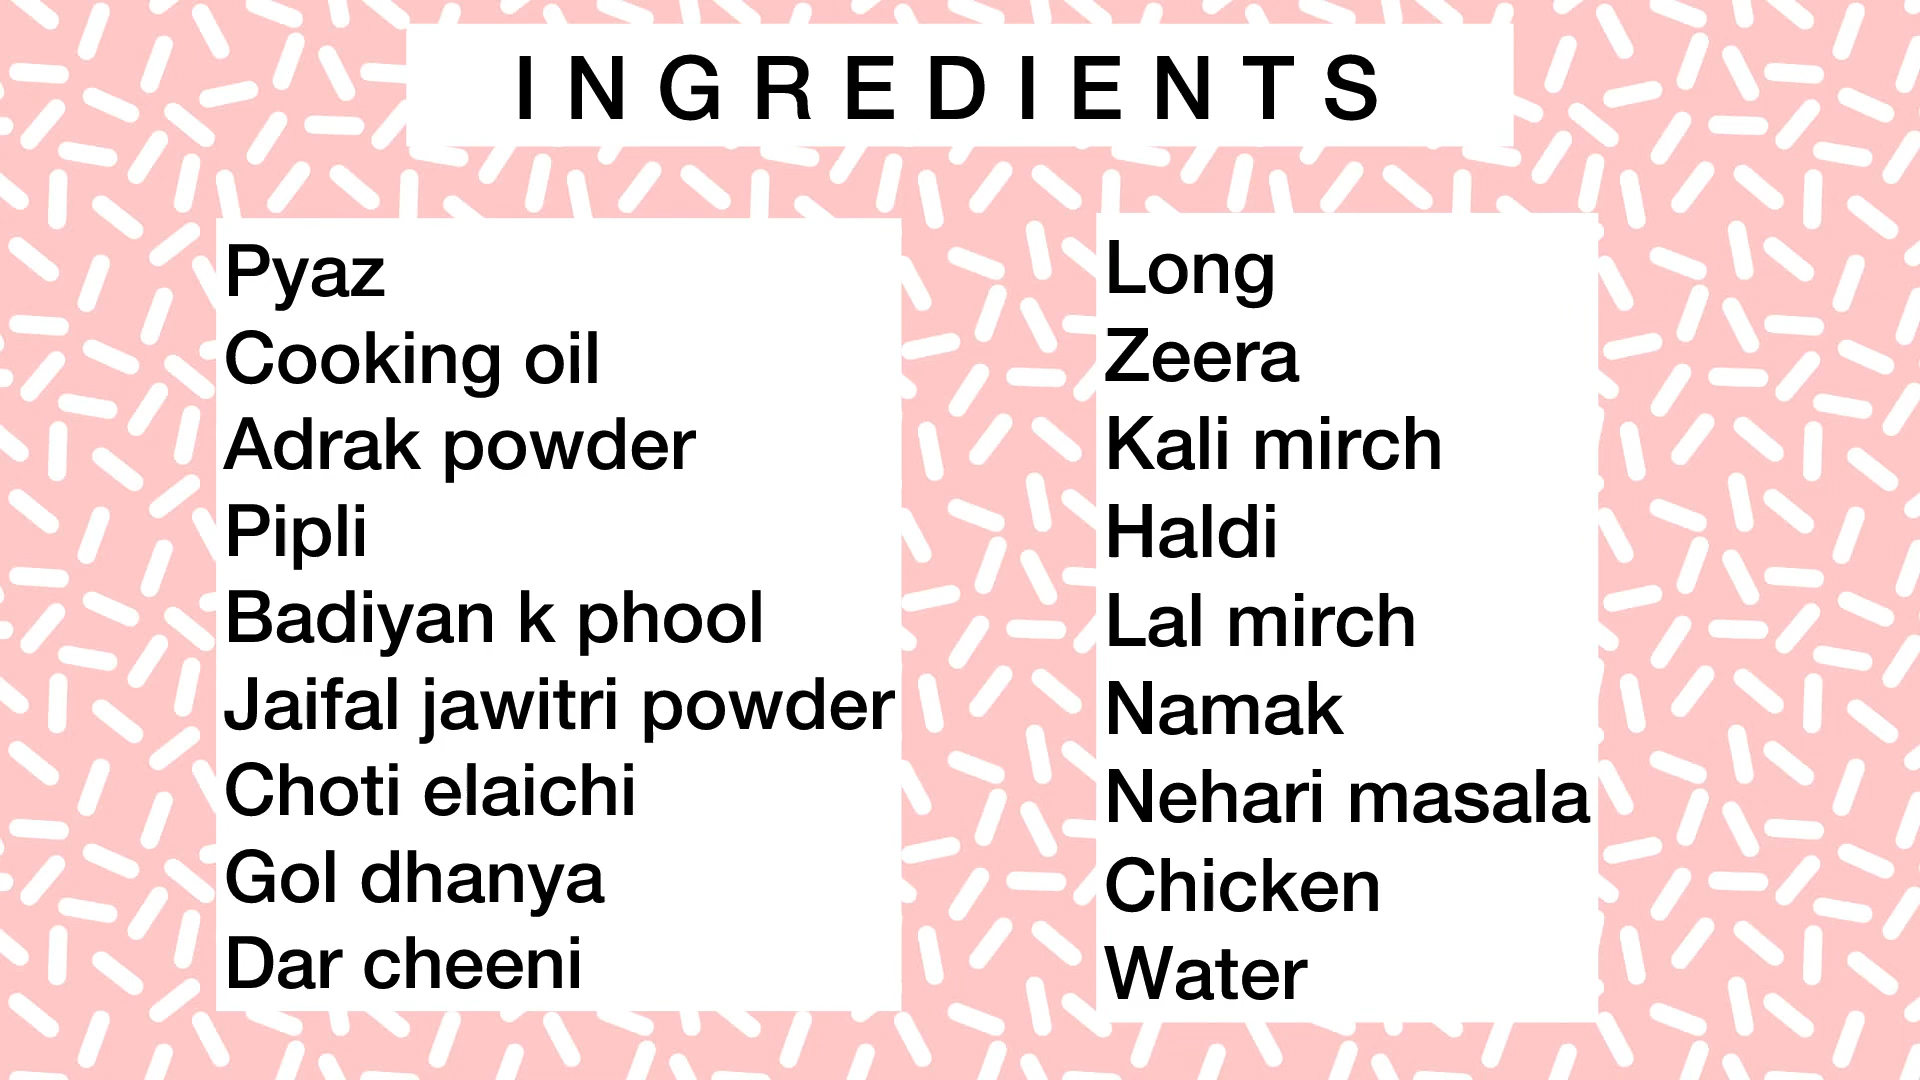 INGREDIENTS
Pyaz
Cooking oil
Adrak powder
Pipli
Badiyan k phool
Jaifal jawitri powder
Choti elaichi
Gol dhanya
Dar cheeni
Long
Zeera
Kali mirch
Haldi
Lal mirch
Namak
Nehari masala
Chicken
Water